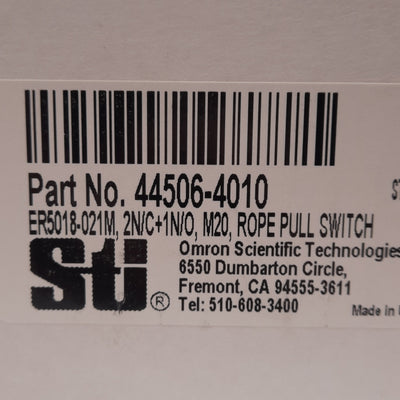 Part No. 44506-4010
ER5018-021M, 2N/C+1N/O, M20, ROPE PULL SWITCH
sti®
Omron Scientific Technologies
6550 Dumbarton Circle,
Fremont, CA 94555-3611
Tel: 510-608-3400
Made in